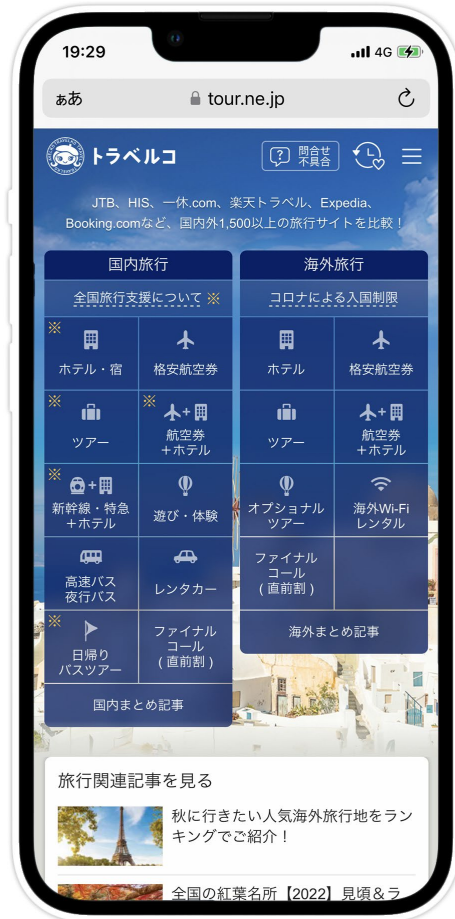 19:29
4G
ぁあ
tour.ne.jp
トラベルコ
問合せ
不具合
JTB、HIS、一休.com、楽天トラベル、Expedia、
Booking.comなど、国内外1,500以上の旅行サイトを比較！
国内旅行
全国旅行支援について ※
※
ホテル・宿
格安航空券
※
ツアー
※
航空券
＋ホテル
※
新幹線・特急
＋ホテル
遊び・体験
高速バス
夜行バス
レンタカー
※
日帰り
バスツアー
ファイナル
コール
( 直前割 )
国内まとめ記事
海外旅行
コロナによる入国制限
ホテル
格安航空券
ツアー
航空券
＋ホテル
オプショナル
ツアー
海外Wi-Fi
レンタル
ファイナル
コール
( 直前割 )
海外まとめ記事
旅行関連記事を見る
秋に行きたい人気海外旅行地をラン
キングでご紹介！
全国の紅葉名所【2022】見頃＆ラ